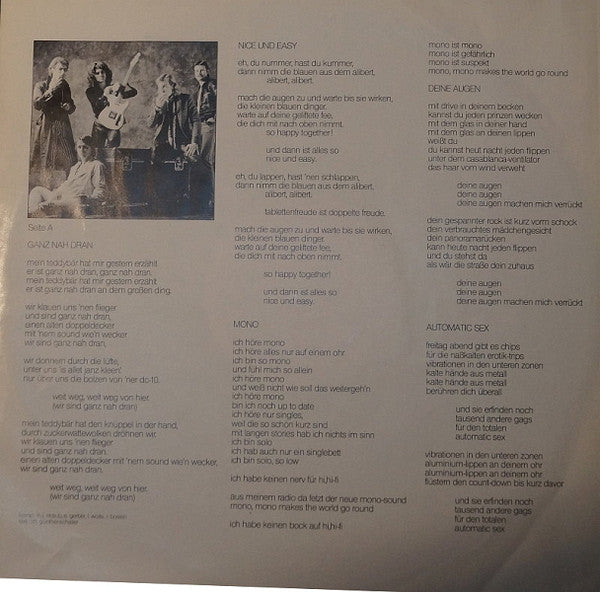 Seite A
GANZ NAH DRAN
mein teddybär hat mir gestern erzählt
er ist ganz nah dran, ganz nah dran.
mein teddybär hat mir gestern erzählt
er ist ganz nah dran an dem großen ding.
wir klauen uns 'nen flieger
und sind ganz nah dran,
einen alten doppeldecker
mit 'nem sound wie'n wecker
wir sind ganz nah dran,
wir donnern durch die lüfte,
unter uns is allet janz kleen!
nur über uns die bolzen von 'ner dc-10.
weit weg, weit weg von hier.
(wir sind ganz nah dran)
mein teddybär hat den knüppel in der hand,
durch zuckerwattewolken dröhnen wir.
wir klauen uns 'nen flieger
und sind ganz nah dran.
einen alten doppeldecker mit 'nem sound wie'n wecker,
wir sind ganz nah dran.
weit weg, weit weg von hier.
(wir sind ganz nah dran)
NICE UND EASY
eh, du nummer, hast du kummer,
dann nimm die blauen aus dem alibert,
alibert, alibert.
mach die augen zu und warte bis sie wirken,
die kleinen blauen dinger.
warte auf deine geliftete fee,
die dich mit nach oben nimmt.
so happy together!
und dann ist alles so
nice und easy.
eh, du lappen, hast 'nen schlappen,
dann nimm die blauen aus dem alibert,
alibert, alibert.
tablettenfreude ist doppelte freude.
mach die augen zu und warte bis sie wirken,
die kleinen blauen dinger.
warte auf deine geliftete fee,
die dich mit nach oben nimmt.
so happy together!
und dann ist alles so
nice und easy.
MONO
ich höre mono
ich höre alles nur auf einem ohr
ich bin so mono
und fühl mich so allein
ich höre mono
und weiß nicht wie soll das weitergeh'n
ich höre mono
bin ich noch up to date
ich höre nur singles,
weil die so schön kurz sind
mit langen stories hab ich nichts im sinn
ich bin solo
ich hab auch nur ein singlebett
ich bin solo, so low
ich habe keinen nerv für hi,hi-fi
aus meinem radio da fetzt der neue mono-sound
mono, mono makes the world go round
ich habe keinen bock auf hi,hi-fi
mono ist mono
mono ist gefährlich
mono ist suspekt
mono, mono makes the world go round
DEINE AUGEN
mit drive in deinem becken
kannst du jeden prinzen wecken
mit dem glas in deiner hand
mit dem glas an deinen lippen
weißt du
du kannst heut nacht jeden flippen
unter dem casablanca-ventilator
das haar vom wind verweht
deine augen
deine augen
deine augen machen mich verrückt
dein gespannter rock ist kurz vorm schock
dein verbrauchtes mädchengesicht
dein panoramarücken
kann heute nacht jeden flippen
und du stehst da
als wär die straße dein zuhaus
deine augen
deine augen
deine augen machen mich verrückt
AUTOMATIC SEX
freitag abend gibt es chips
für die naßkalten erotik-trips
vibrationen in den unteren zonen
kalte hände aus metall
kalte hände aus metall
berühren dich überall
und sie erfinden noch
tausend andere gags
für den totalen
automatic sex
vibrationen in den unteren zonen
aluminium-lippen an deinem ohr
aluminium-lippen an deinem ohr
flüstern den count-down bis kurz davor
und sie erfinden noch
tausend andere gags
für den totalen
automatic sex